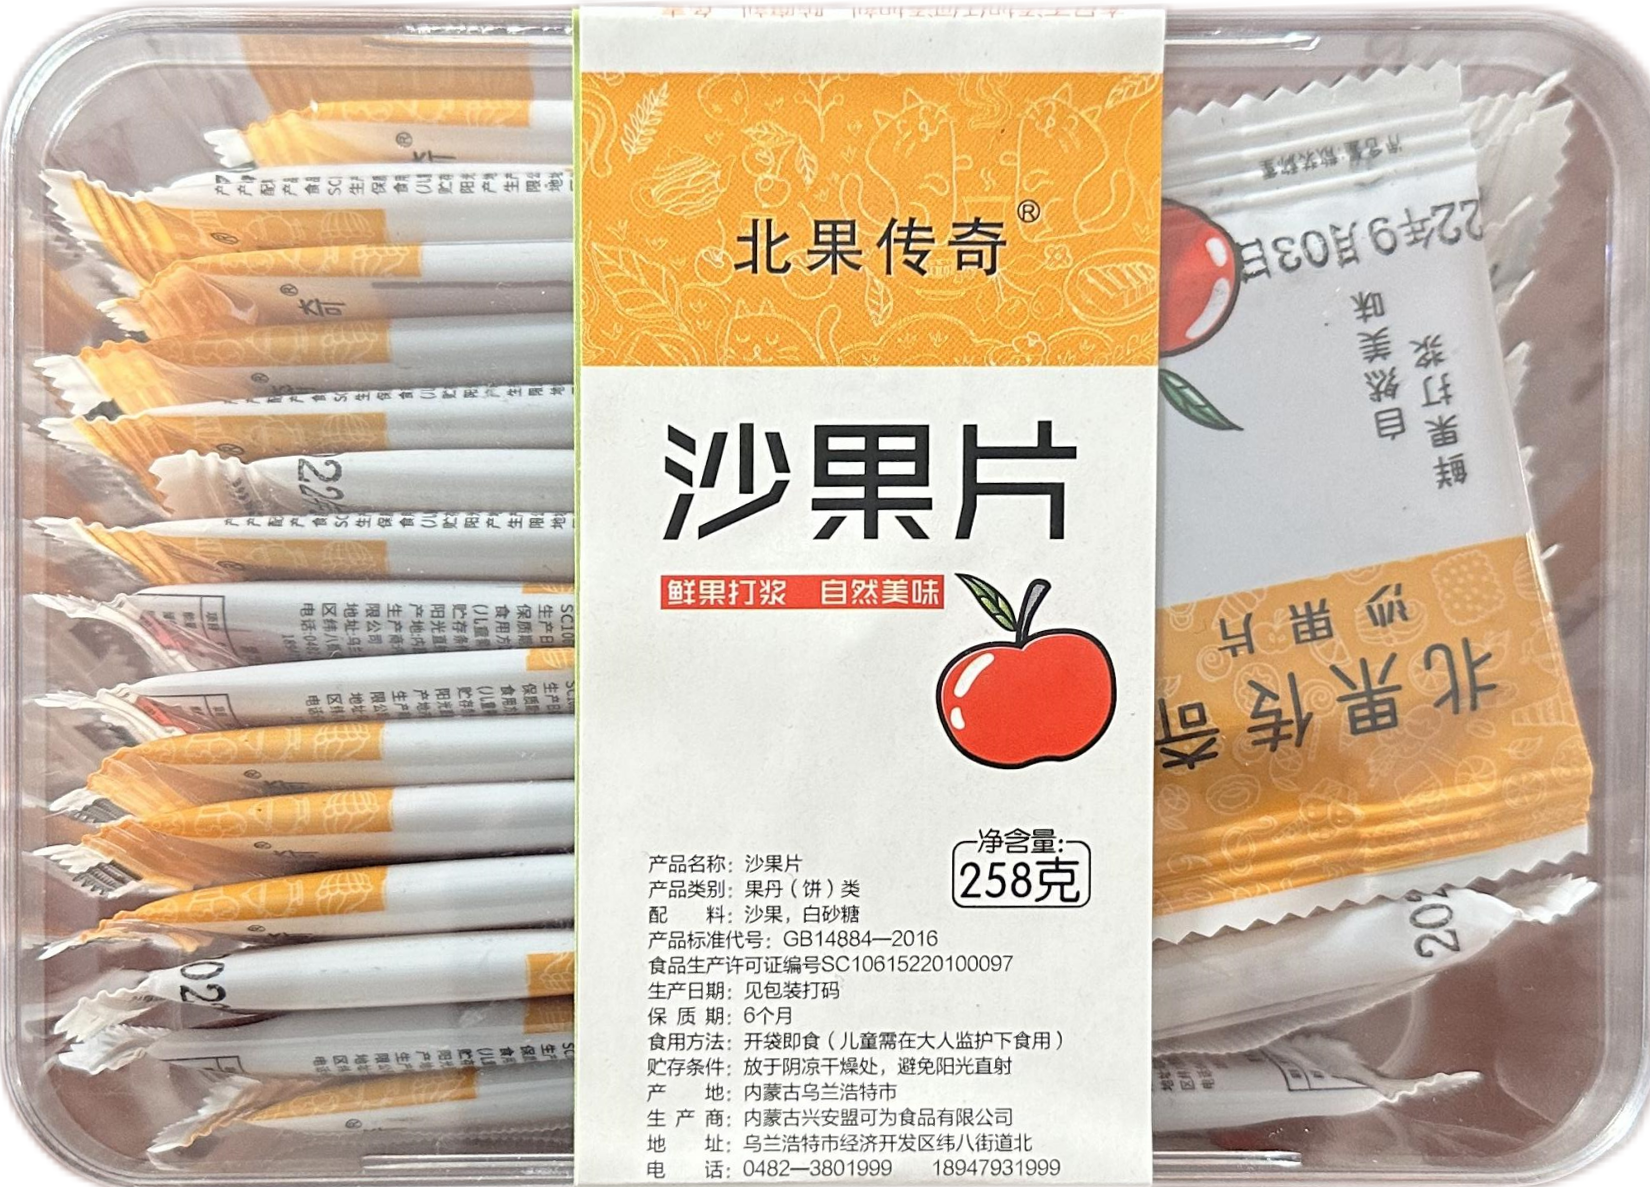 北果传奇®
沙果片
鲜果打浆 自然美味
净含量:
258克
产品名称：沙果片
产品类别：果丹（饼）类
配 料：沙果，白砂糖
产品标准代号：GB14884—2016
食品生产许可证编号SC10615220100097
生产日期：见包装打码
保 质 期：6个月
食用方法：开袋即食（儿童需在大人监护下食用）
贮存条件：放于阴凉干燥处，避免阳光直射
产 地：内蒙古乌兰浩特市
生 产 商：内蒙古兴安盟可为食品有限公司
地 址：乌兰浩特市经济开发区纬八街道北
电 话：0482—3801999 18947931999
北果传奇
沙果片
鲜果打浆
自然美味
22年9月03日
净含量:散装称重